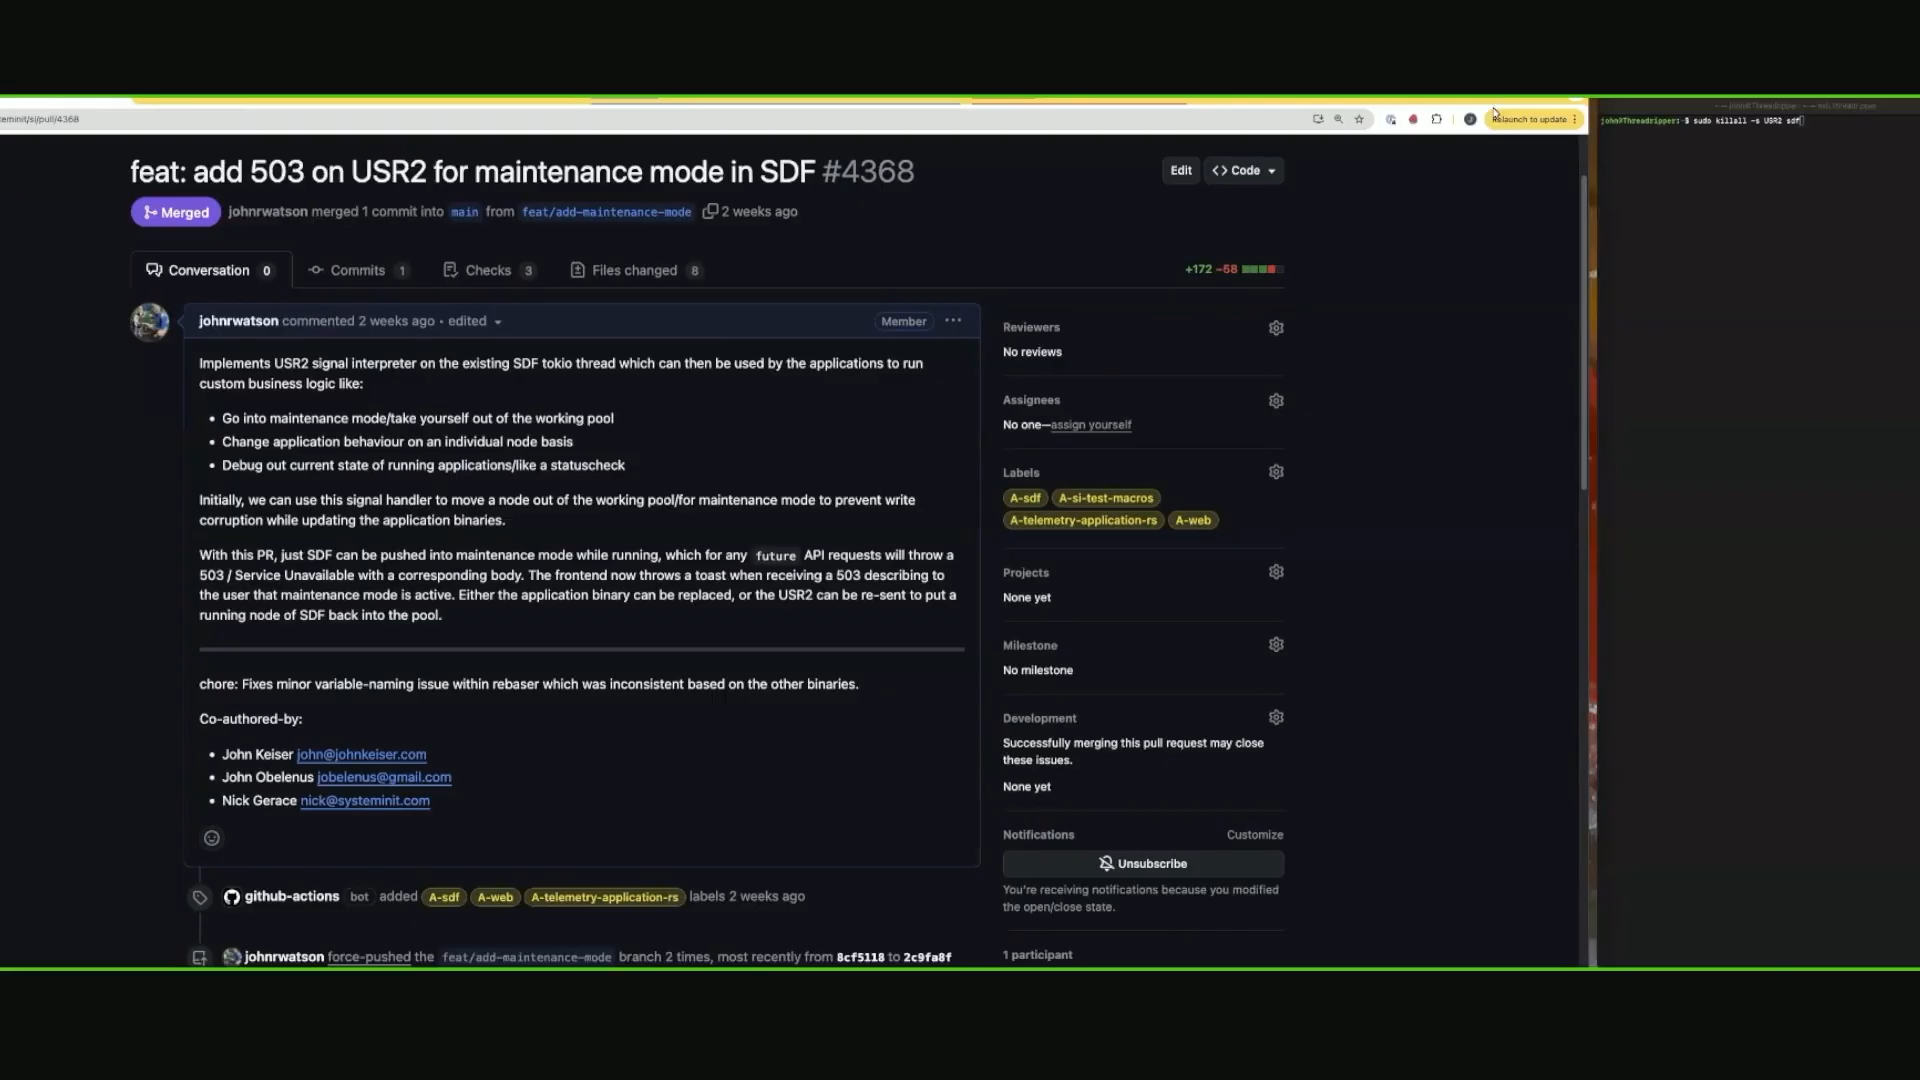 eminit/si/pull/4368
Relaunch to update
john@Threadripper:~$ sudo killall -s USR2 sdf
feat: add 503 on USR2 for maintenance mode in SDF #4368
Edit
<> Code
Merged
johnrwatson merged 1 commit into main from feat/add-maintenance-mode 2 weeks ago
Conversation 0
Commits 1
Checks 3
Files changed 8
+172 −58
johnrwatson commented 2 weeks ago • edited
Member
Implements USR2 signal interpreter on the existing SDF tokio thread which can then be used by the applications to run
custom business logic like:
• Go into maintenance mode/take yourself out of the working pool
• Change application behaviour on an individual node basis
• Debug out current state of running applications/like a statuscheck
Initially, we can use this signal handler to move a node out of the working pool/for maintenance mode to prevent write
corruption while updating the application binaries.
With this PR, just SDF can be pushed into maintenance mode while running, which for any future API requests will throw a
503 / Service Unavailable with a corresponding body. The frontend now throws a toast when receiving a 503 describing to
the user that maintenance mode is active. Either the application binary can be replaced, or the USR2 can be re-sent to put a
running node of SDF back into the pool.
chore: Fixes minor variable-naming issue within rebaser which was inconsistent based on the other binaries.
Co-authored-by:
• John Keiser john@johnkeiser.com
• John Obelenus jobelenus@gmail.com
• Nick Gerace nick@systeminit.com
github-actions bot added A-sdf A-web A-telemetry-application-rs labels 2 weeks ago
johnrwatson force-pushed the feat/add-maintenance-mode branch 2 times, most recently from 8cf5118 to 2c9fa8f
Reviewers
No reviews
Assignees
No one—assign yourself
Labels
A-sdf A-si-test-macros
A-telemetry-application-rs A-web
Projects
None yet
Milestone
No milestone
Development
Successfully merging this pull request may close
these issues.
None yet
Notifications Customize
Unsubscribe
You're receiving notifications because you modified
the open/close state.
1 participant